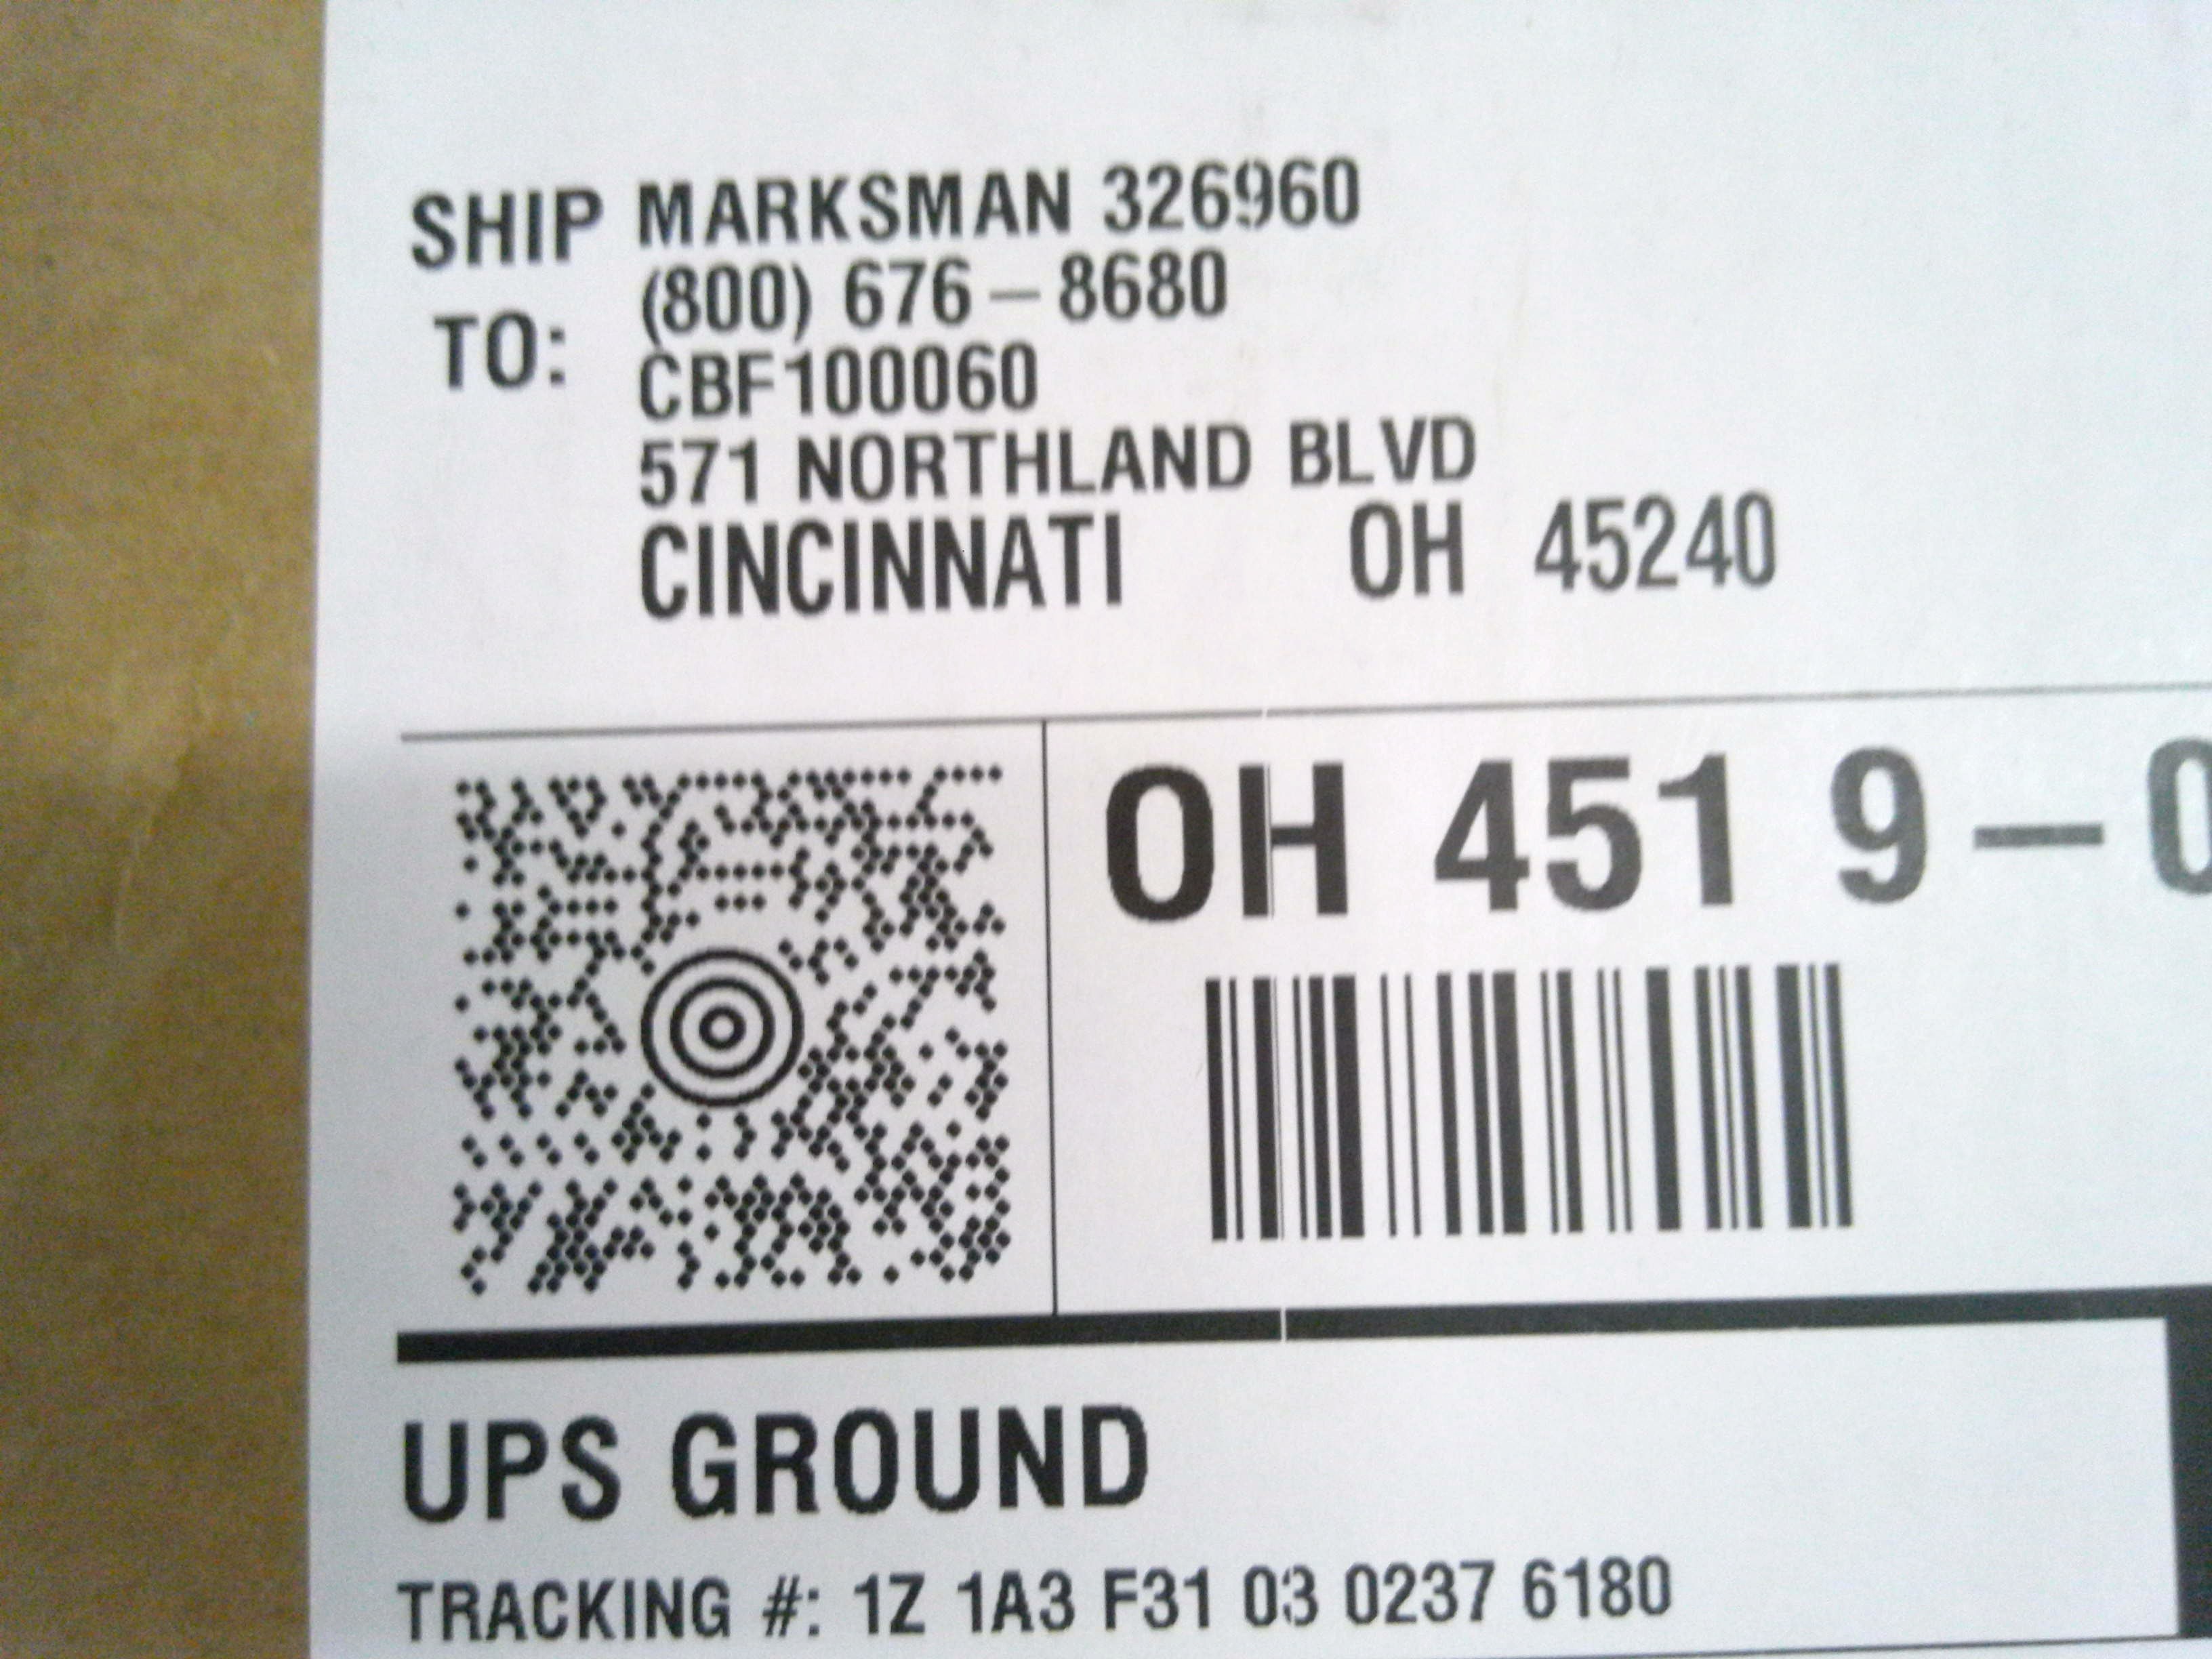 SHIP MARKSMAN 326960
(800) 676-8680
TO: CBF100060
571 NORTHLAND BLVD
CINCINNATI OH 45240
OH 451 9-0
UPS GROUND
TRACKING #: 1Z 1A3 F31 03 0237 6180